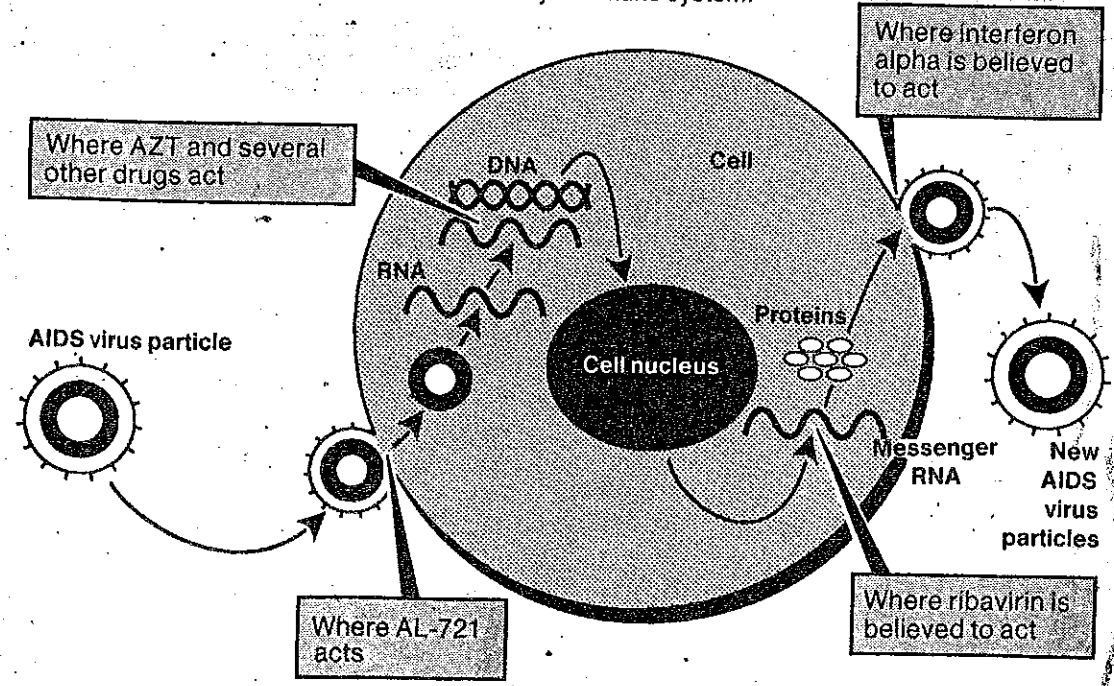 system.
Where interferon
alpha is believed
to act
Where AZT and several
other drugs act
DNA
Cell
RNA
Proteins
AIDS virus particle
Cell nucleus
Messenger
RNA
New
AIDS
virus
particles
Where AL-721
acts
Where ribavirin is
believed to act